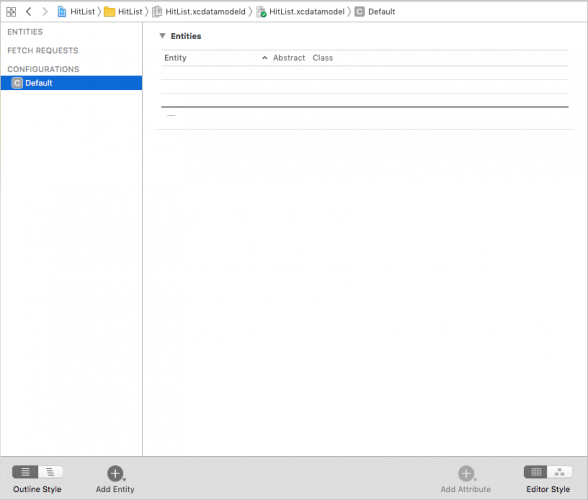 HitList HitList HitList.xcdatamodeld HitList.xcdatamodel C Default
ENTITIES
FETCH REQUESTS
CONFIGURATIONS
C Default
Entities
Entity Abstract Class
Outline Style Add Entity Add Attribute Editor Style